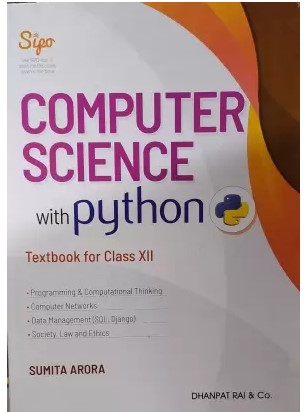 Sipo
COMPUTER
SCIENCE
with python
Textbook for Class XII
• Programming & Computational Thinking
• Computer Networks
• Data Management (SQL, Django)
• Society, Law and Ethics
SUMITA ARORA
DHANPAT RAI & Co.